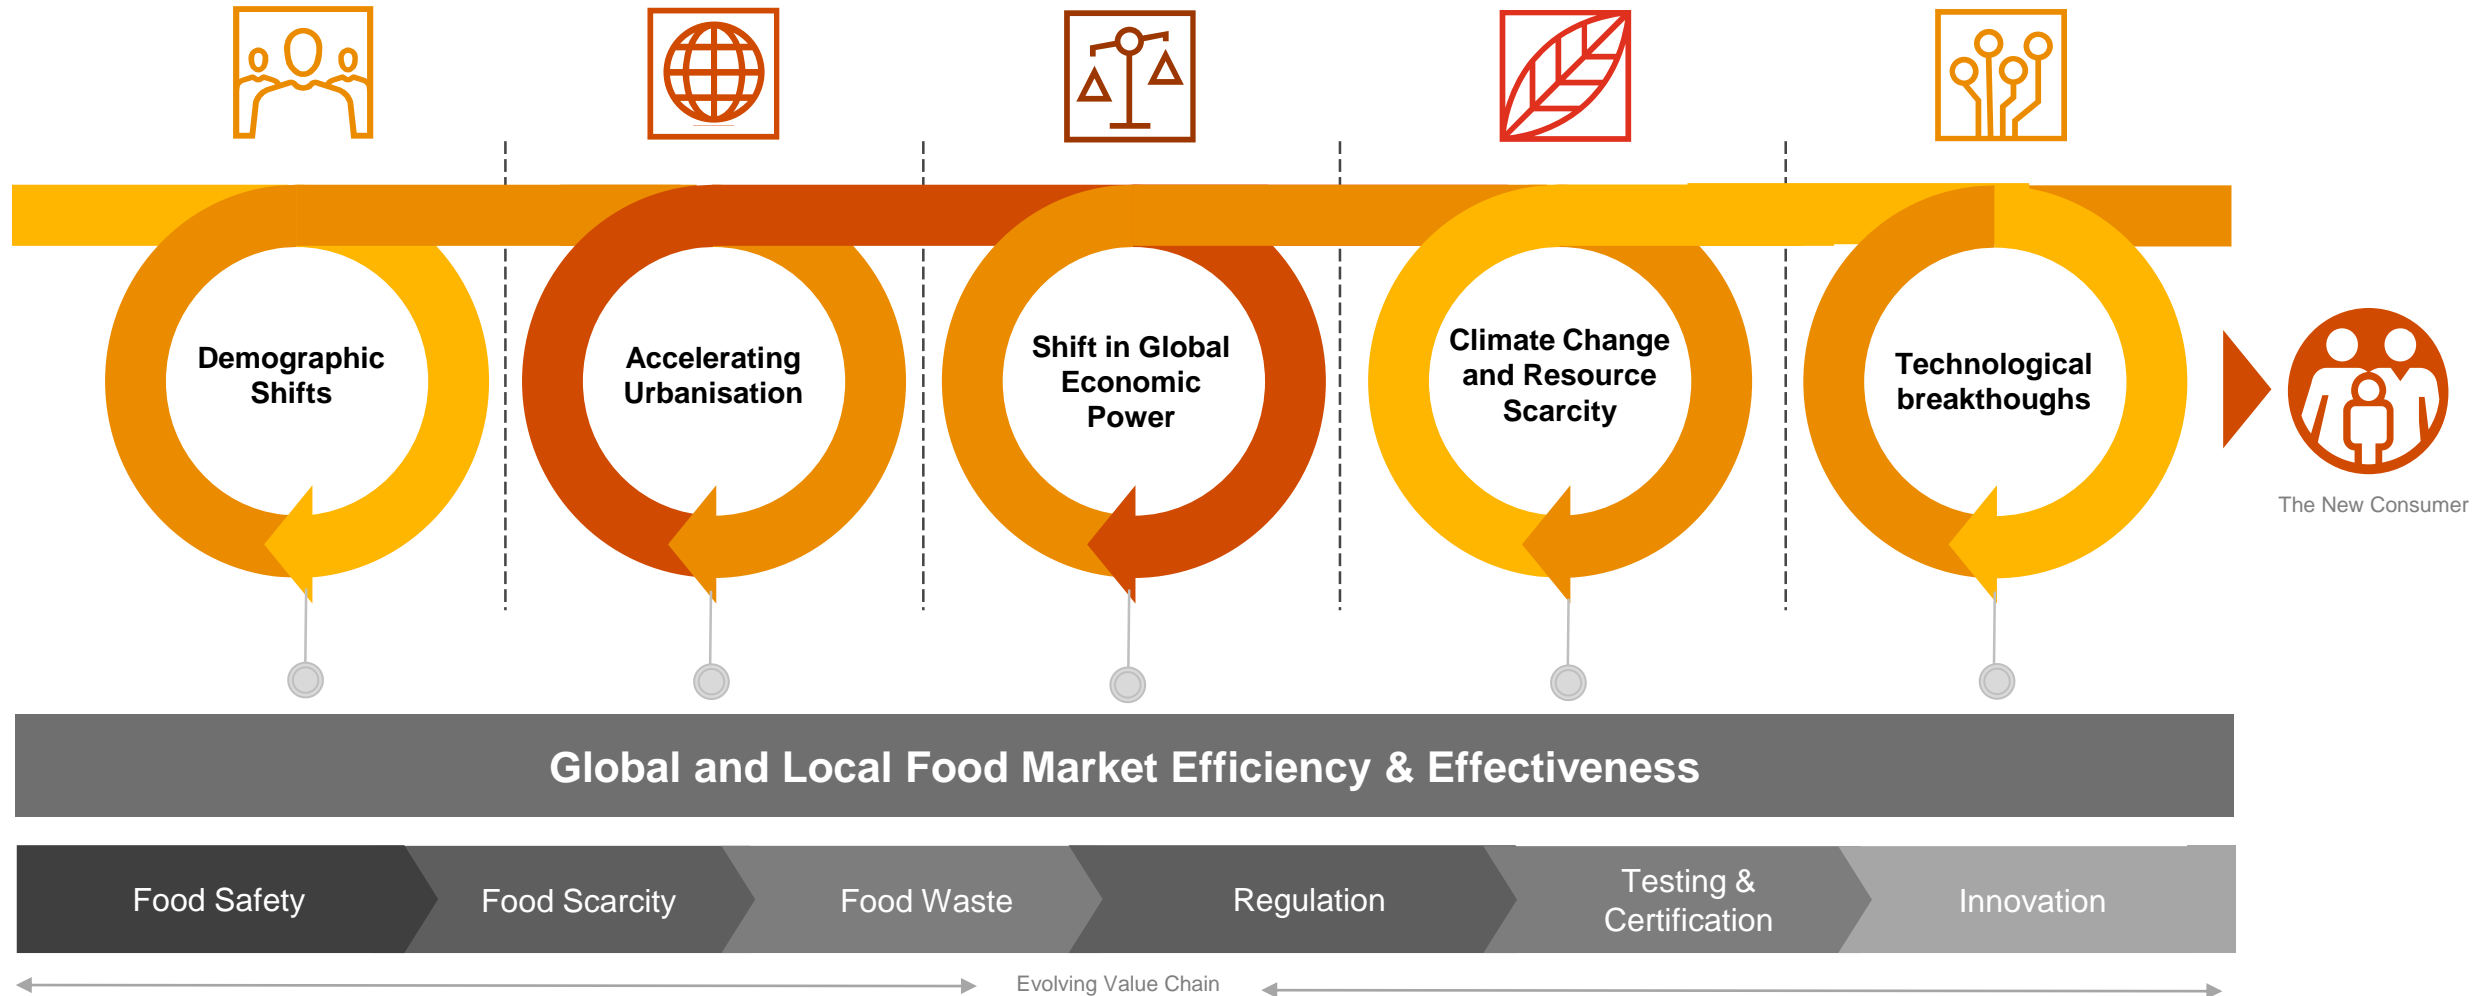 Demographic
Shifts
Accelerating
Urbanisation
Shift in Global
Economic
Power
Climate Change
and Resource
Scarcity
Technological
breakthoughs
The New Consumer
Global and Local Food Market Efficiency & Effectiveness
Food Safety
Food Scarcity
Food Waste
Regulation
Testing &
Certification
Innovation
Evolving Value Chain